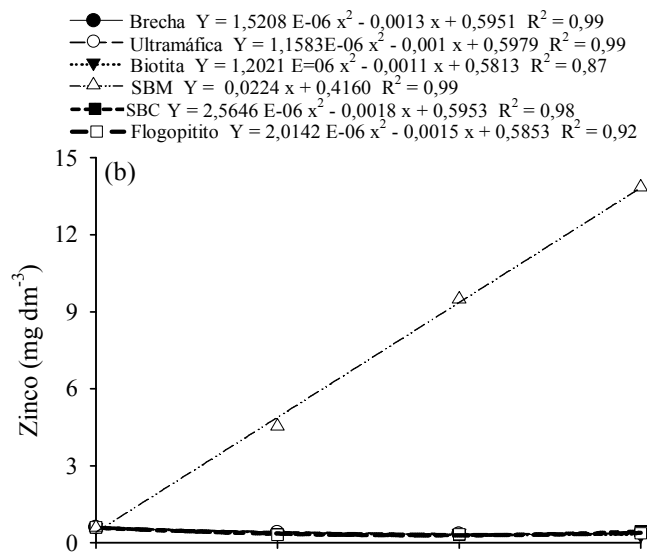 Brecha Y = 1,5208 E-06 x² - 0,0013 x + 0,5951 R² = 0,99
Ultramáfica Y = 1,1583E-06 x² - 0,001 x + 0,5979 R² = 0,99
Biotita Y = 1,2021 E=06 x² - 0,0011 x + 0,5813 R² = 0,87
SBM Y = 0,0224 x + 0,4160 R² = 0,99
SBC Y = 2,5646 E-06 x² - 0,0018 x + 0,5953 R² = 0,98
Flogopitito Y = 2,0142 E-06 x² - 0,0015 x + 0,5853 R² = 0,92
(b)
Zinco (mg dm⁻³)
15
12
9
6
3
0